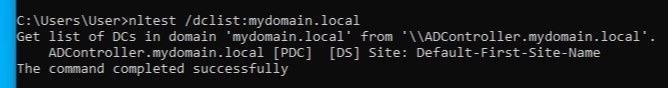 C:\Users\User>nltest /dclist:mydomain.local
Get list of DCs in domain 'mydomain.local' from '\\ADController.mydomain.local'.
    ADController.mydomain.local [PDC]  [DS] Site: Default-First-Site-Name
The command completed successfully